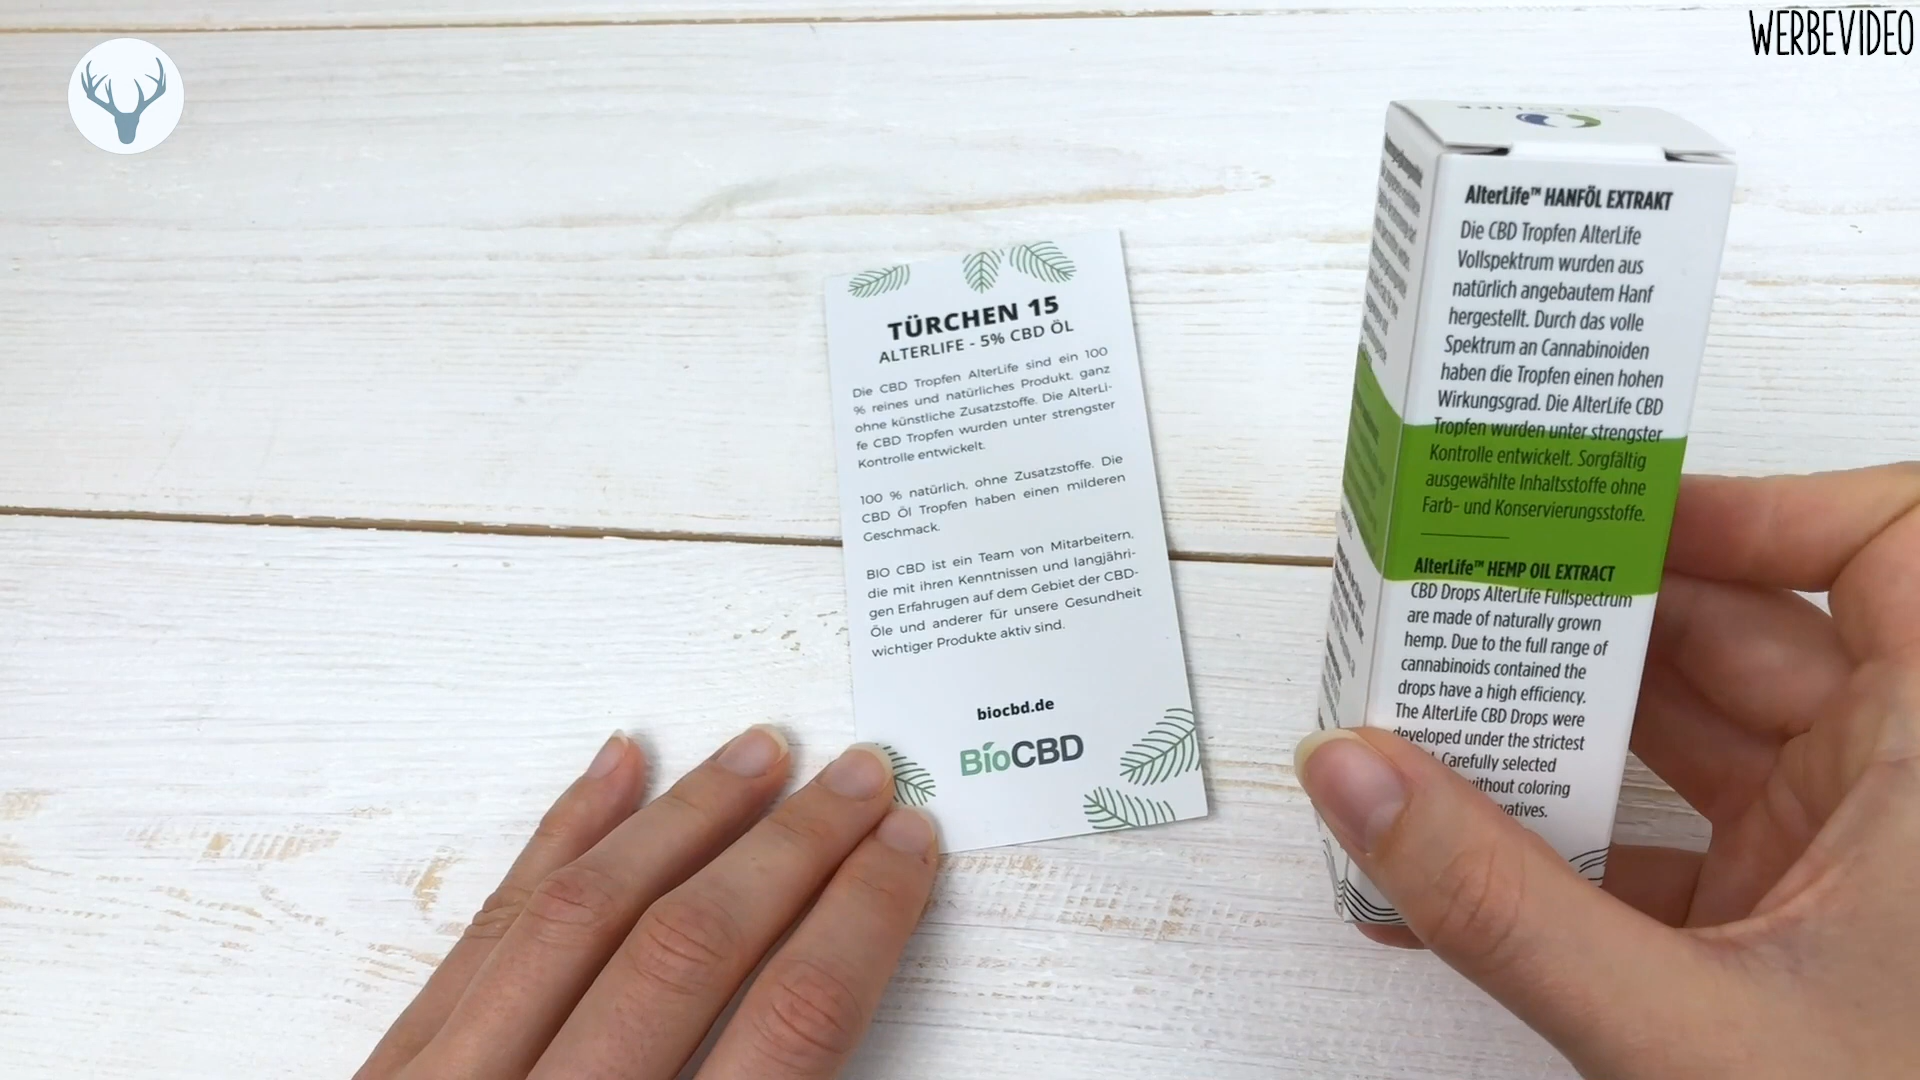 WERBEVIDEO
TÜRCHEN 15
ALTERLIFE - 5% CBD ÖL
Die CBD Tropfen AlterLife sind ein 100
% reines und natürliches Produkt, ganz
ohne künstliche Zusatzstoffe. Die AlterLi-
fe CBD Tropfen wurden unter strengster
Kontrolle entwickelt.
100 % natürlich, ohne Zusatzstoffe. Die
CBD Öl Tropfen haben einen milderen
Geschmack.
BIO CBD ist ein Team von Mitarbeitern,
die mit ihren Kenntnissen und langjähri-
gen Erfahrugen auf dem Gebiet der CBD-
Öle und anderer für unsere Gesundheit
wichtiger Produkte aktiv sind.
biocbd.de
BioCBD
AlterLife™ HANFÖL EXTRAKT
Die CBD Tropfen AlterLife
Vollspektrum wurden aus
natürlich angebautem Hanf
hergestellt. Durch das volle
Spektrum an Cannabinoiden
haben die Tropfen einen hohen
Wirkungsgrad. Die AlterLife CBD
Tropfen wurden unter strengster
Kontrolle entwickelt. Sorgfältig
ausgewählte Inhaltsstoffe ohne
Farb- und Konservierungsstoffe.
AlterLife™ HEMP OIL EXTRACT
CBD Drops AlterLife Fullspectrum
are made of naturally grown
hemp. Due to the full range of
cannabinoids contained the
drops have a high efficiency.
The AlterLife CBD Drops were
developed under the strictest
Carefully selected
without coloring